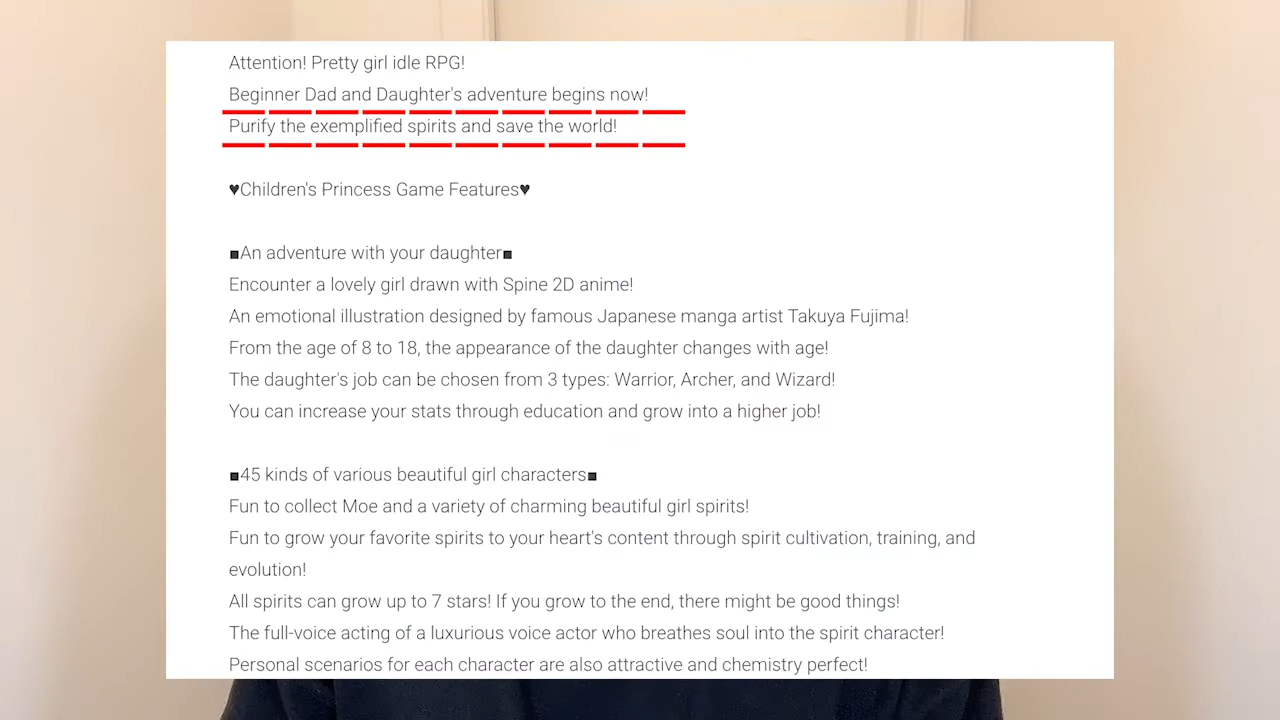 Attention! Pretty girl idle RPG!
Beginner Dad and Daughter's adventure begins now!
Purify the exemplified spirits and save the world!
♥Children's Princess Game Features♥
■An adventure with your daughter■
Encounter a lovely girl drawn with Spine 2D anime!
An emotional illustration designed by famous Japanese manga artist Takuya Fujima!
From the age of 8 to 18, the appearance of the daughter changes with age!
The daughter's job can be chosen from 3 types: Warrior, Archer, and Wizard!
You can increase your stats through education and grow into a higher job!
■45 kinds of various beautiful girl characters■
Fun to collect Moe and a variety of charming beautiful girl spirits!
Fun to grow your favorite spirits to your heart's content through spirit cultivation, training, and
evolution!
All spirits can grow up to 7 stars! If you grow to the end, there might be good things!
The full-voice acting of a luxurious voice actor who breathes soul into the spirit character!
Personal scenarios for each character are also attractive and chemistry perfect!